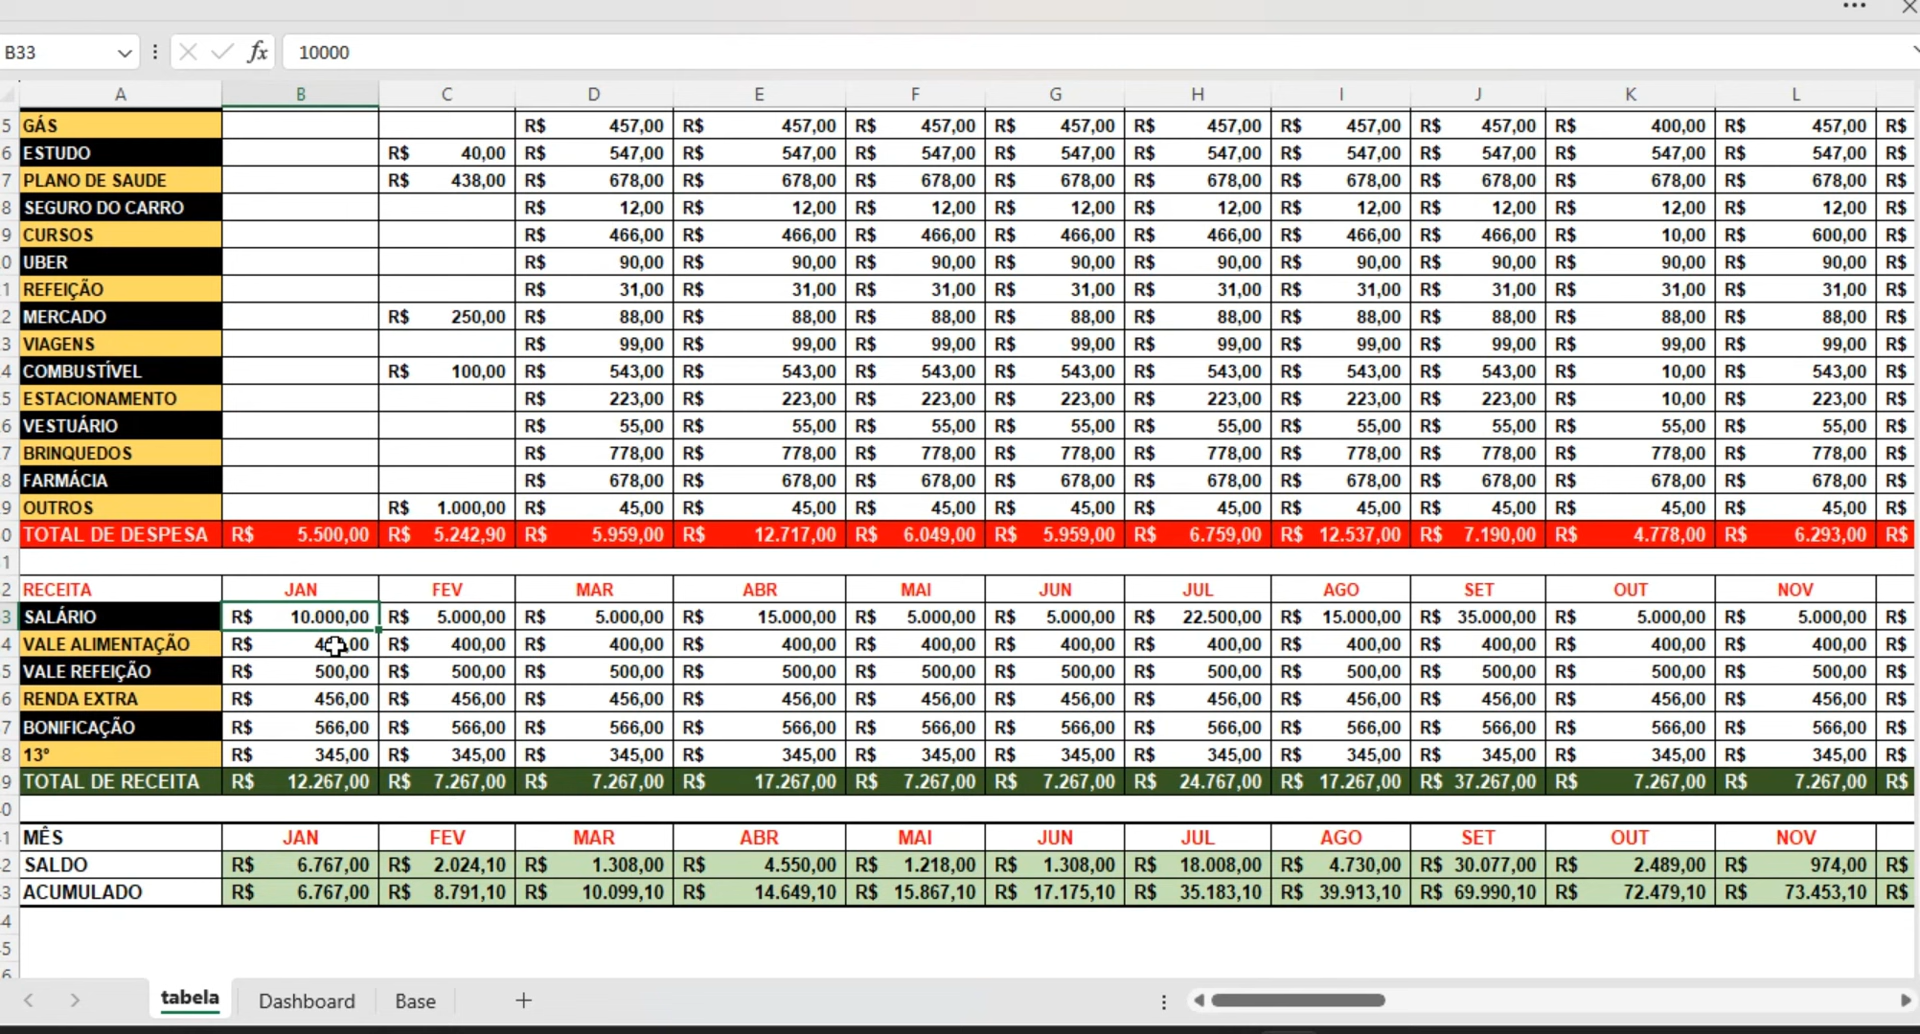 B33 fx 10000
A B C D E F G H I J K L
5 GÁS R$ 457,00 R$ 457,00 R$ 457,00 R$ 457,00 R$ 457,00 R$ 457,00 R$ 457,00 R$ 400,00 R$ 457,00 R$
6 ESTUDO R$ 40,00 R$ 547,00 R$ 547,00 R$ 547,00 R$ 547,00 R$ 547,00 R$ 547,00 R$ 547,00 R$ 547,00 R$ 547,00 R$
7 PLANO DE SAUDE R$ 438,00 R$ 678,00 R$ 678,00 R$ 678,00 R$ 678,00 R$ 678,00 R$ 678,00 R$ 678,00 R$ 678,00 R$ 678,00 R$
8 SEGURO DO CARRO R$ 12,00 R$ 12,00 R$ 12,00 R$ 12,00 R$ 12,00 R$ 12,00 R$ 12,00 R$ 12,00 R$ 12,00 R$
9 CURSOS R$ 466,00 R$ 466,00 R$ 466,00 R$ 466,00 R$ 466,00 R$ 466,00 R$ 466,00 R$ 10,00 R$ 600,00 R$
0 UBER R$ 90,00 R$ 90,00 R$ 90,00 R$ 90,00 R$ 90,00 R$ 90,00 R$ 90,00 R$ 90,00 R$ 90,00 R$
1 REFEIÇÃO R$ 31,00 R$ 31,00 R$ 31,00 R$ 31,00 R$ 31,00 R$ 31,00 R$ 31,00 R$ 31,00 R$ 31,00 R$
2 MERCADO R$ 250,00 R$ 88,00 R$ 88,00 R$ 88,00 R$ 88,00 R$ 88,00 R$ 88,00 R$ 88,00 R$ 88,00 R$ 88,00 R$
3 VIAGENS R$ 99,00 R$ 99,00 R$ 99,00 R$ 99,00 R$ 99,00 R$ 99,00 R$ 99,00 R$ 99,00 R$ 99,00 R$
4 COMBUSTÍVEL R$ 100,00 R$ 543,00 R$ 543,00 R$ 543,00 R$ 543,00 R$ 543,00 R$ 543,00 R$ 543,00 R$ 10,00 R$ 543,00 R$
5 ESTACIONAMENTO R$ 223,00 R$ 223,00 R$ 223,00 R$ 223,00 R$ 223,00 R$ 223,00 R$ 223,00 R$ 10,00 R$ 223,00 R$
6 VESTUÁRIO R$ 55,00 R$ 55,00 R$ 55,00 R$ 55,00 R$ 55,00 R$ 55,00 R$ 55,00 R$ 55,00 R$ 55,00 R$
7 BRINQUEDOS R$ 778,00 R$ 778,00 R$ 778,00 R$ 778,00 R$ 778,00 R$ 778,00 R$ 778,00 R$ 778,00 R$ 778,00 R$
8 FARMÁCIA R$ 678,00 R$ 678,00 R$ 678,00 R$ 678,00 R$ 678,00 R$ 678,00 R$ 678,00 R$ 678,00 R$ 678,00 R$
9 OUTROS R$ 1.000,00 R$ 45,00 R$ 45,00 R$ 45,00 R$ 45,00 R$ 45,00 R$ 45,00 R$ 45,00 R$ 45,00 R$ 45,00 R$
0 TOTAL DE DESPESA R$ 5.500,00 R$ 5.242,90 R$ 5.959,00 R$ 12.717,00 R$ 6.049,00 R$ 5.959,00 R$ 6.759,00 R$ 12.537,00 R$ 7.190,00 R$ 4.778,00 R$ 6.293,00 R$
1
2 RECEITA JAN FEV MAR ABR MAI JUN JUL AGO SET OUT NOV
3 SALÁRIO R$ 10.000,00 R$ 5.000,00 R$ 5.000,00 R$ 15.000,00 R$ 5.000,00 R$ 5.000,00 R$ 22.500,00 R$ 15.000,00 R$ 35.000,00 R$ 5.000,00 R$ 5.000,00 R$
4 VALE ALIMENTAÇÃO R$ R$ 400,00 R$ 400,00 R$ 400,00 R$ 400,00 R$ 400,00 R$ 400,00 R$ 400,00 R$ 400,00 R$ 400,00 R$ 400,00 R$
5 VALE REFEIÇÃO R$ 500,00 R$ 500,00 R$ 500,00 R$ 500,00 R$ 500,00 R$ 500,00 R$ 500,00 R$ 500,00 R$ 500,00 R$ 500,00 R$ 500,00 R$
6 RENDA EXTRA R$ 456,00 R$ 456,00 R$ 456,00 R$ 456,00 R$ 456,00 R$ 456,00 R$ 456,00 R$ 456,00 R$ 456,00 R$ 456,00 R$ 456,00 R$
7 BONIFICAÇÃO R$ 566,00 R$ 566,00 R$ 566,00 R$ 566,00 R$ 566,00 R$ 566,00 R$ 566,00 R$ 566,00 R$ 566,00 R$ 566,00 R$ 566,00 R$
8 13º R$ 345,00 R$ 345,00 R$ 345,00 R$ 345,00 R$ 345,00 R$ 345,00 R$ 345,00 R$ 345,00 R$ 345,00 R$ 345,00 R$ 345,00 R$
9 TOTAL DE RECEITA R$ 12.267,00 R$ 7.267,00 R$ 7.267,00 R$ 17.267,00 R$ 7.267,00 R$ 7.267,00 R$ 24.767,00 R$ 17.267,00 R$ 37.267,00 R$ 7.267,00 R$ 7.267,00 R$
0
1 MÊS JAN FEV MAR ABR MAI JUN JUL AGO SET OUT NOV
2 SALDO R$ 6.767,00 R$ 2.024,10 R$ 1.308,00 R$ 4.550,00 R$ 1.218,00 R$ 1.308,00 R$ 18.008,00 R$ 4.730,00 R$ 30.077,00 R$ 2.489,00 R$ 974,00 R$
3 ACUMULADO R$ 6.767,00 R$ 8.791,10 R$ 10.099,10 R$ 14.649,10 R$ 15.867,10 R$ 17.175,10 R$ 35.183,10 R$ 39.913,10 R$ 69.990,10 R$ 72.479,10 R$ 73.453,10 R$
4
5
6
tabela Dashboard Base +